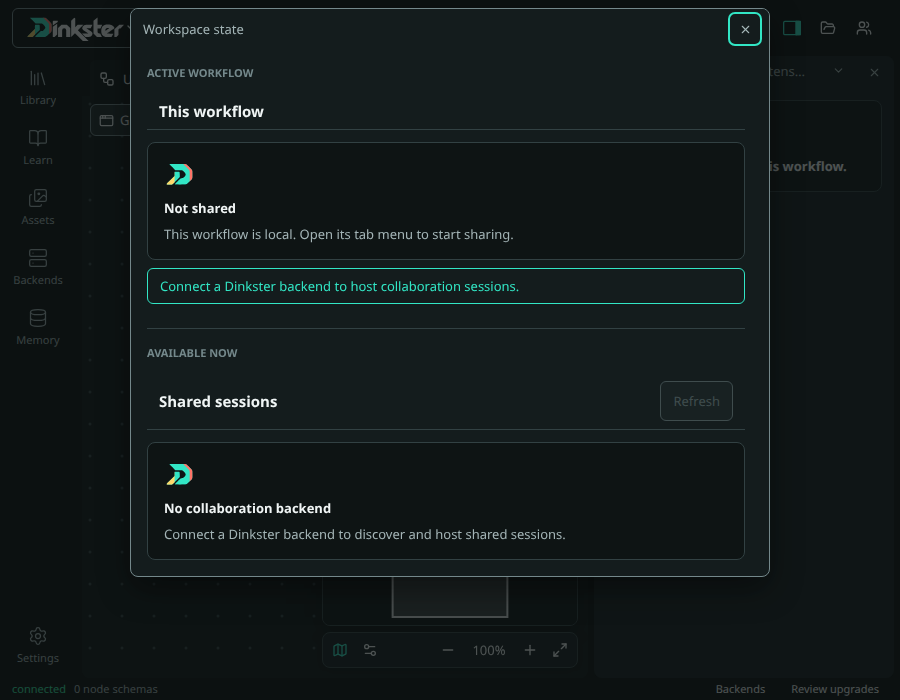 Dinkster
Workspace state
ACTIVE WORKFLOW
This workflow
Not shared
This workflow is local. Open its tab menu to start sharing.
Connect a Dinkster backend to host collaboration sessions.
AVAILABLE NOW
Shared sessions
Refresh
No collaboration backend
Connect a Dinkster backend to discover and host shared sessions.
Library
Learn
Assets
Backends
Memory
Settings
U
G
tens...
is workflow.
100%
connected
0 node schemas
Backends
Review upgrades